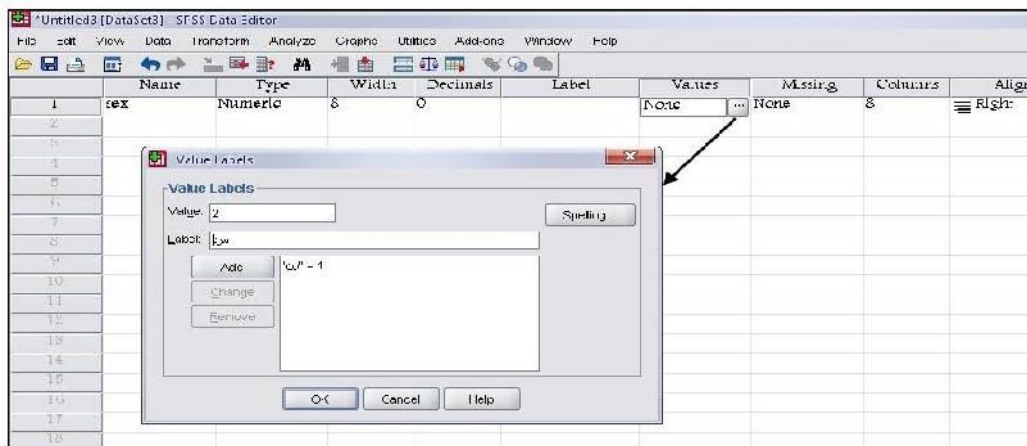 *Untitled3 [DataSet3] SPSS Data Editor
File Edit View Data Transform Analyze Graphs Utilities Add-ons Window Help
Name Type Width Decimals Label Values Missing Columns Align
1 sex Numeric 8 0 None ... None 8 Right
2
3
4
5
6
7
8
9
10
11
12
13
14
15
16
17
18
Value Labels
Value Labels
Value: 2
Spelling...
Label:
Add
Change
Remove
OK Cancel Help